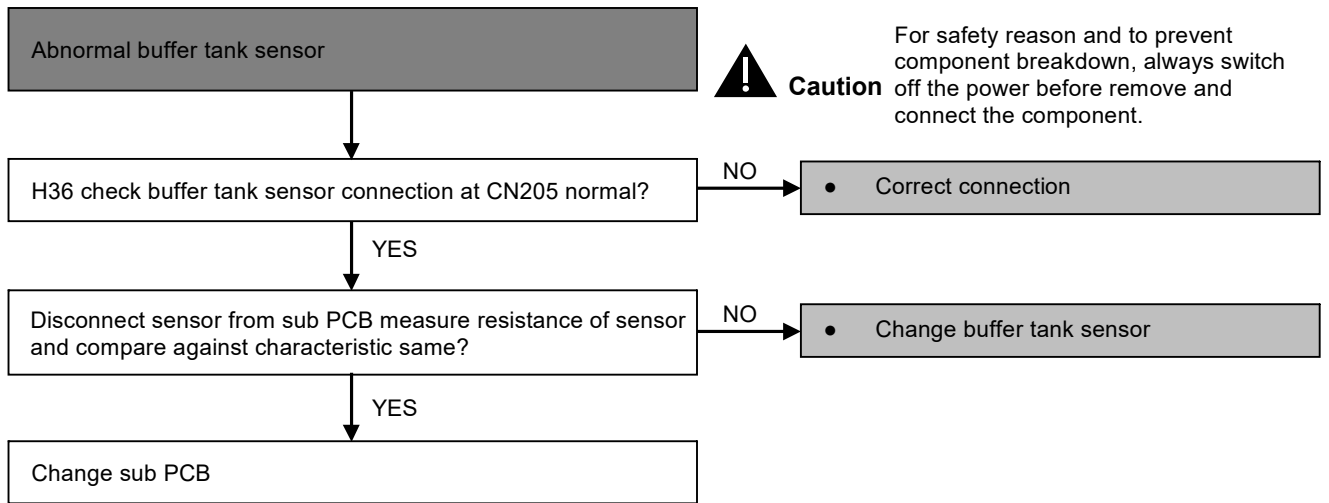 Abnormal buffer tank sensor
Caution
For safety reason and to prevent
component breakdown, always switch
off the power before remove and
connect the component.
H36 check buffer tank sensor connection at CN205 normal?
NO
● Correct connection
YES
Disconnect sensor from sub PCB measure resistance of sensor
and compare against characteristic same?
NO
● Change buffer tank sensor
YES
Change sub PCB